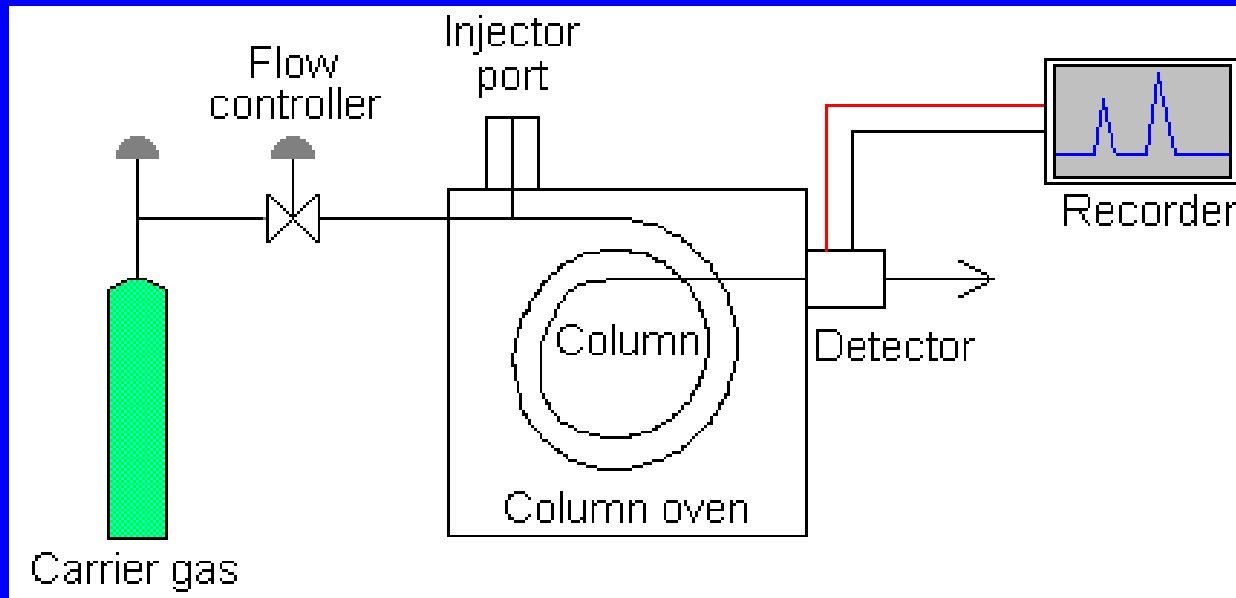 Injector
port
Flow
controller
Recorder
Column
Detector
Column oven
Carrier gas